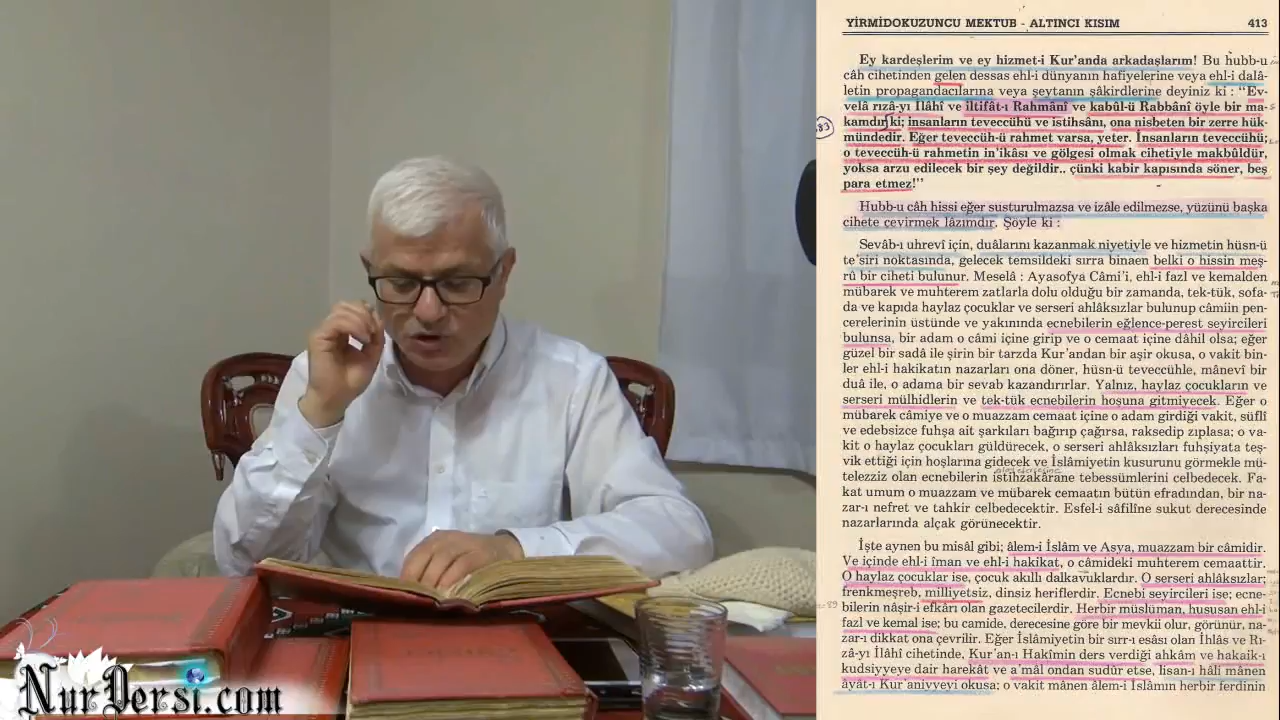 YİRMİDOKUZUNCU MEKTUB - ALTINCI KISIM 413
Ey kardeşlerim ve ey hizmet-i Kur'anda arkadaşlarım! Bu hubb-u
câh cihetinden gelen dessas ehl-i dünyanın hafiyelerine veya ehl-i dalâ-
letin propagandacılarına veya şeytanın şâkirdlerine deyiniz ki : "Ev-
velâ rızâ-yı İlâhî ve iltifât-ı Rahmânî ve kabûl-ü Rabbânî öyle bir ma-
kamdır ki; insanların teveccühü ve istihsânı, ona nisbeten bir zerre hük-
mündedir. Eğer teveccüh-ü rahmet varsa, yeter. İnsanların teveccühü;
o teveccüh-ü rahmetin in'ikâsı ve gölgesi olmak cihetiyle makbûldür,
yoksa arzu edilecek bir şey değildir.. çünki kabir kapısında söner, beş
para etmez!"
Hubb-u câh hissi eğer susturulmazsa ve izâle edilmezse, yüzünü başka
cihete çevirmek lâzımdır. Şöyle ki :
Sevâb-ı uhrevî için, duâlarını kazanmak niyetiyle ve hizmetin hüsn-ü
te'siri noktasında, gelecek temsildeki sırra binaen belki o hissin meş-
rû bir ciheti bulunur. Meselâ : Ayasofya Câmi'i, ehl-i fazl ve kemalden
mübarek ve muhterem zatlarla dolu olduğu bir zamanda, tek-tük, sofa-
da ve kapıda haylaz çocuklar ve serseri ahlâksızlar bulunup câmiin pen-
cerelerinin üstünde ve yakınında ecnebilerin eğlence-perest seyircileri
bulunsa, bir adam o câmi içine girip ve o cemaat içine dâhil olsa; eğer
güzel bir sadâ ile şirin bir tarzda Kur'andan bir aşir okusa, o vakit bin-
ler ehl-i hakikatın nazarları ona döner, hüsn-ü teveccühle, mânevî bir
duâ ile, o adama bir sevab kazandırırlar. Yalnız, haylaz çocukların ve
serseri mülhidlerin ve tek-tük ecnebilerin hoşuna gitmiyecek. Eğer o
mübarek câmiye ve o muazzam cemaat içine o adam girdiği vakit, süflî
ve edebsizce fuhşa ait şarkıları bağırıp çağırsa, raksedip zıplasa; o va-
kit o haylaz çocukları güldürecek, o serseri ahlâksızları fuhşiyata teş-
vik ettiği için hoşlarına gidecek ve İslâmiyetin kusurunu görmekle mü-
telezziz olan ecnebilerin istihzakârane tebessümlerini celbedecek. Fa-
kat umum o muazzam ve mübarek cemaatın bütün efradından, bir na-
zar-ı nefret ve tahkir celbedecektir. Esfel-i sâfilîne sukut derecesinde
nazarlarında alçak görünecektir.
İşte aynen bu misâl gibi; âlem-i İslâm ve Asya, muazzam bir câmidir.
Ve içinde ehl-i îman ve ehl-i hakikat, o câmideki muhterem cemaattir.
O haylaz çocuklar ise, çocuk akıllı dalkavuklardır. O serseri ahlâksızlar;
frenkmeşreb, milliyetsiz, dinsiz heriflerdir. Ecnebi seyircileri ise; ecne-
bilerin nâşir-i efkârı olan gazetecilerdir. Herbir müslüman, hususan ehl-i
fazl ve kemal ise; bu camide, derecesine göre bir mevkii olur, görünür, na-
zar-ı dikkat ona çevrilir. Eğer İslâmiyetin bir sırr-ı esâsı olan İhlâs ve Rı-
zâ-yı İlâhî cihetinde, Kur'an-ı Hakîmin ders verdiği ahkâm ve hakaik-ı
kudsiyeye dair harekât ve a'mâl ondan sudûr etse, lisan-ı hâli mânen
âyât-ı Kur'aniyyeyi okusa; o vakit mânen âlem-i İslâmın herbir ferdinin
NurDersi.com